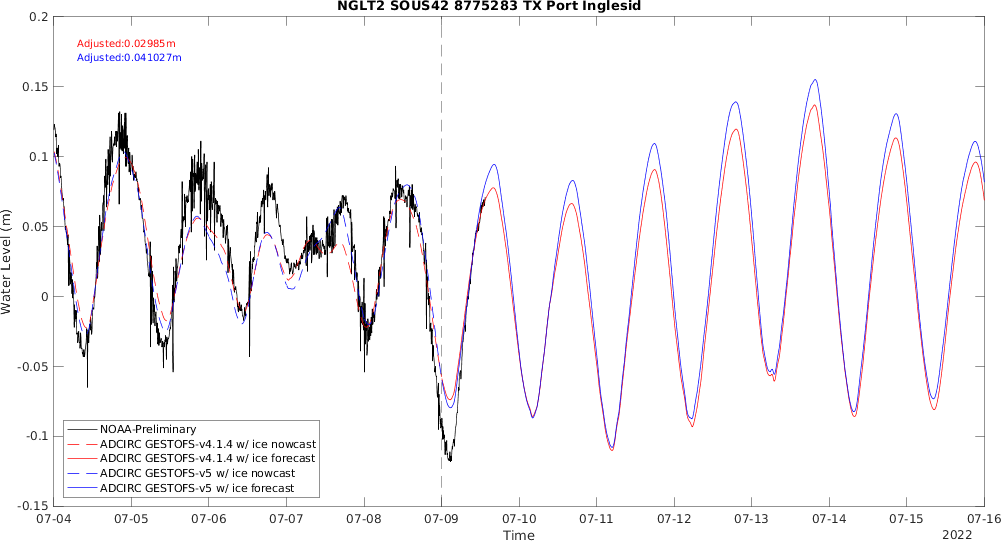 NGLT2 SOUS42 8775283 TX Port Inglesid
Adjusted:0.02985m
Adjusted:0.041027m
0.2
0.15
0.1
0.05
0
-0.05
-0.1
-0.15
Water Level (m)
NOAA-Preliminary
ADCIRC GESTOFS-v4.1.4 w/ ice nowcast
ADCIRC GESTOFS-v4.1.4 w/ ice forecast
ADCIRC GESTOFS-v5 w/ ice nowcast
ADCIRC GESTOFS-v5 w/ ice forecast
07-04 07-05 07-06 07-07 07-08 07-09 07-10 07-11 07-12 07-13 07-14 07-15 07-16
Time
2022